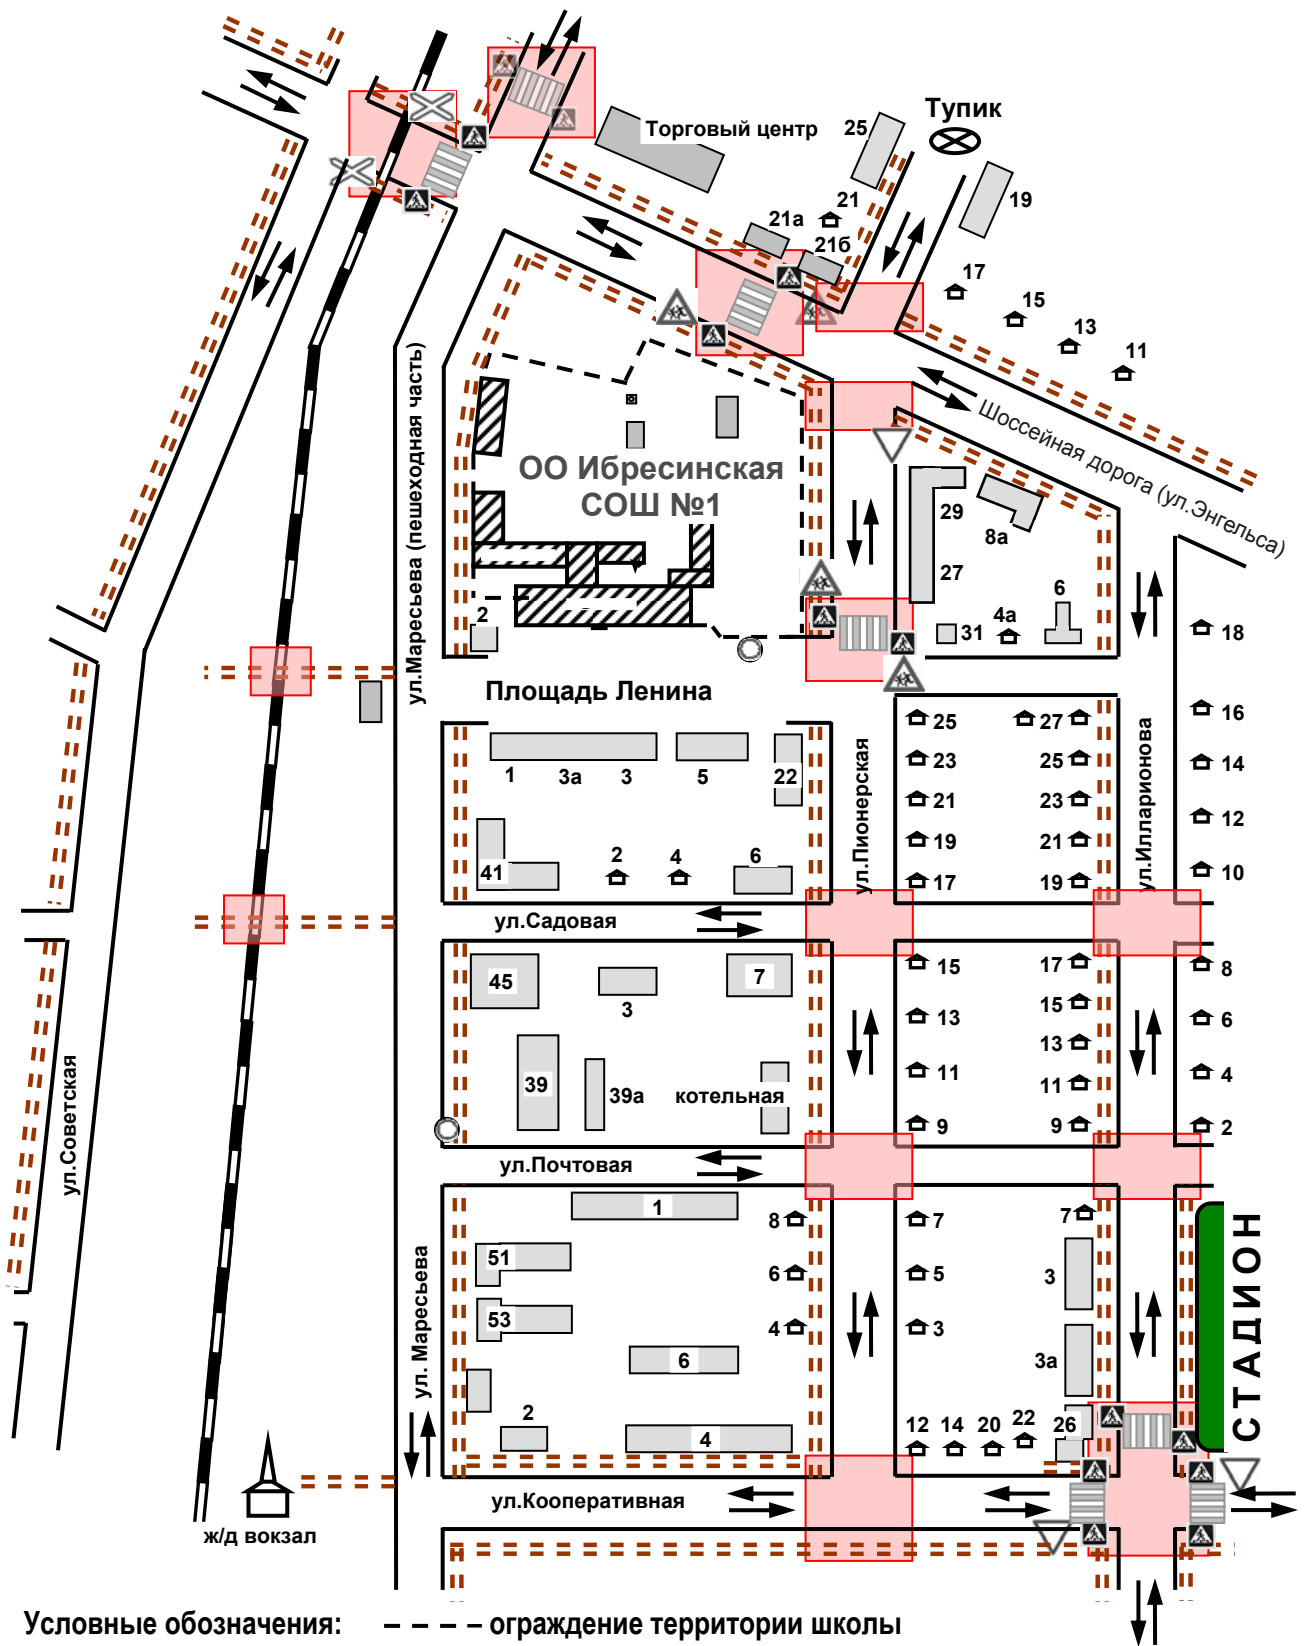 Тупик
Торговый центр
25
19
21
21а
21б
17
15
13
11
Шоссейная дорога (ул.Энгельса)
ул.Маресьева (пешеходная часть)
ОО Ибресинская
СОШ №1
29
8а
27
6
4а
31
2
18
Площадь Ленина
25
27
16
1
3а
3
5
22
23
25
14
ул.Пионерская
ул.Илларионова
21
23
12
19
21
41
2
4
6
17
19
10
ул.Садовая
45
3
7
15
17
8
15
13
6
13
39
39а
котельная
11
11
4
9
9
2
ул.Советская
ул.Почтовая
1
8
7
7
51
6
5
3
53
4
3
СТАДИОН
ул. Маресьева
6
3а
2
4
12
14
20
22
26
ул.Кооперативная
ж/д вокзал
Условные обозначения: – – – – – ограждение территории школы